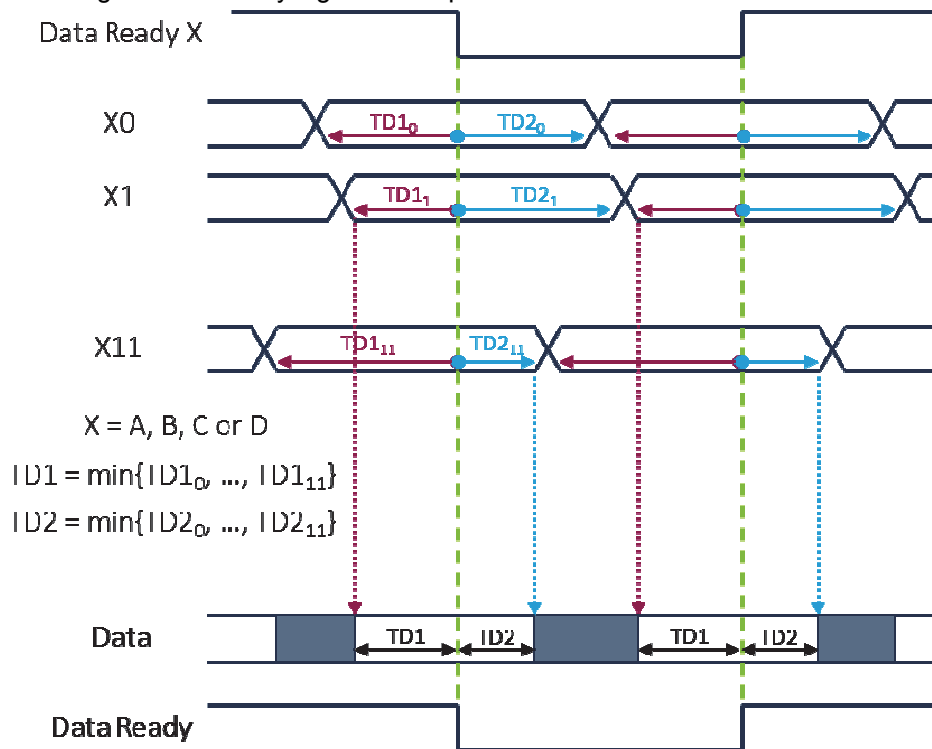 Data Ready X
X0
TD1₀ TD2₀
X1
TD1₁ TD2₁
X11
TD1₁₁ TD2₁₁
X = A, B, C or D
TD1 = min{TD1₀, ..., TD1₁₁}
TD2 = min{TD2₀, ..., TD2₁₁}
Data
TD1 TD2 TD1 TD2
Data Ready